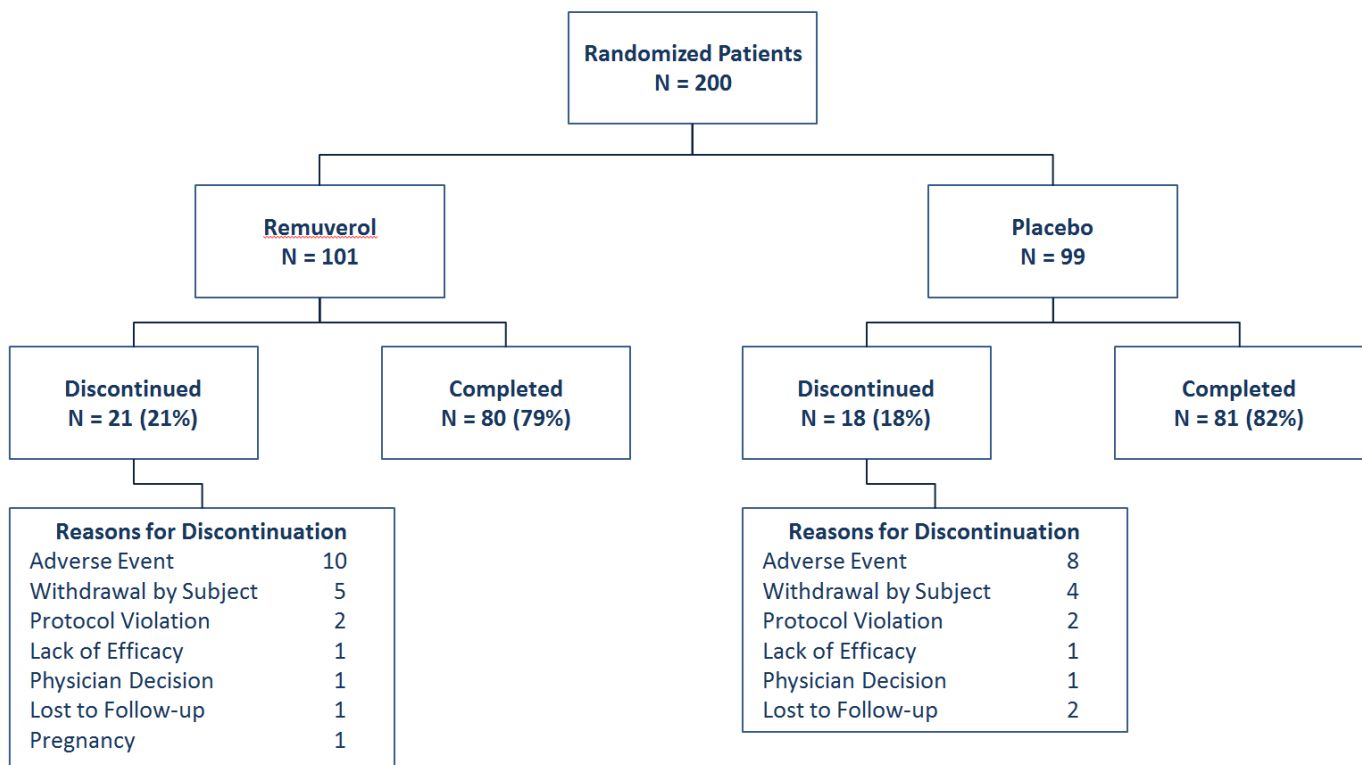 Randomized Patients
N = 200
Remuverol
N = 101
Placebo
N = 99
Discontinued
N = 21 (21%)
Completed
N = 80 (79%)
Discontinued
N = 18 (18%)
Completed
N = 81 (82%)
Reasons for Discontinuation
Adverse Event 10
Withdrawal by Subject 5
Protocol Violation 2
Lack of Efficacy 1
Physician Decision 1
Lost to Follow-up 1
Pregnancy 1
Reasons for Discontinuation
Adverse Event 8
Withdrawal by Subject 4
Protocol Violation 2
Lack of Efficacy 1
Physician Decision 1
Lost to Follow-up 2